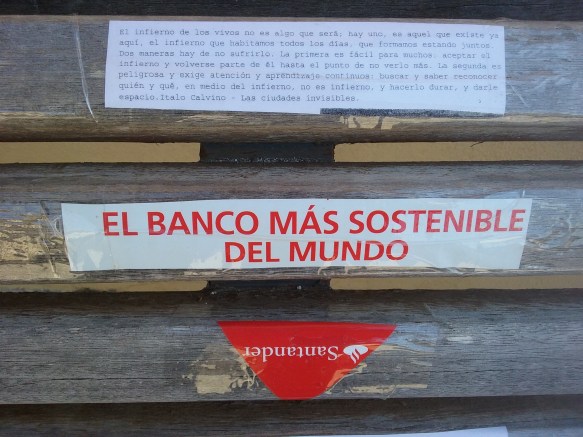 El infierno de los vivos no es algo que será; hay uno, es aquel que existe ya
aquí, el infierno que habitamos todos los días, que formamos estando juntos.
Dos maneras hay de no sufrirlo. La primera es fácil para muchos: aceptar el
infierno y volverse parte de él hasta el punto de no verlo más. La segunda es
peligrosa y exige atención y aprendizaje continuos: buscar y saber reconocer
quién y qué, en medio del infierno, no es infierno, y hacerlo durar, y darle
espacio.Italo Calvino - Las ciudades invisibles.
EL BANCO MÁS SOSTENIBLE
DEL MUNDO
Santander